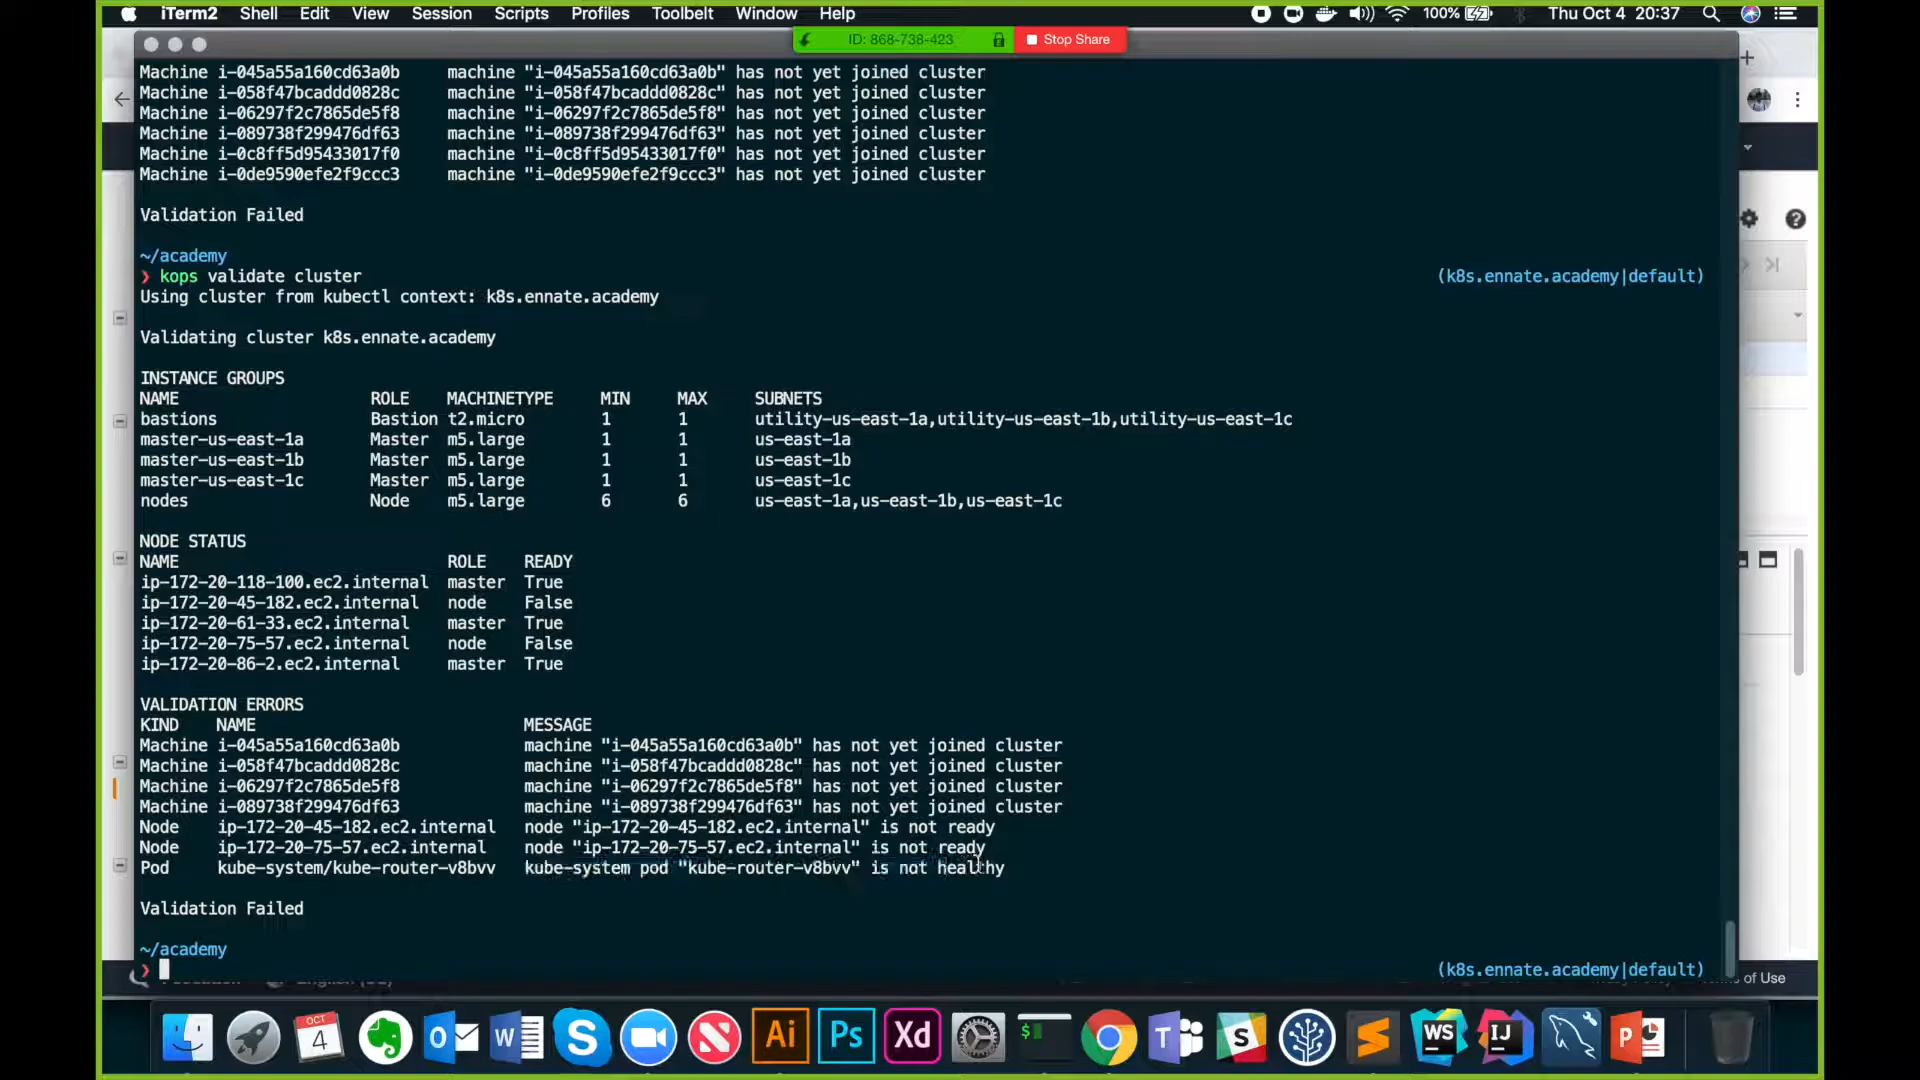 iTerm2 Shell Edit View Session Scripts Profiles Toolbelt Window Help 100% Thu Oct 4 20:37
ID: 868-738-423 Stop Share
Machine i-045a55a160cd63a0b machine "i-045a55a160cd63a0b" has not yet joined cluster
Machine i-058f47bcaddd0828c machine "i-058f47bcaddd0828c" has not yet joined cluster
Machine i-06297f2c7865de5f8 machine "i-06297f2c7865de5f8" has not yet joined cluster
Machine i-089738f299476df63 machine "i-089738f299476df63" has not yet joined cluster
Machine i-0c8ff5d95433017f0 machine "i-0c8ff5d95433017f0" has not yet joined cluster
Machine i-0de9590efe2f9ccc3 machine "i-0de9590efe2f9ccc3" has not yet joined cluster
Validation Failed
~/academy
❯ kops validate cluster (k8s.ennate.academy|default)
Using cluster from kubectl context: k8s.ennate.academy
Validating cluster k8s.ennate.academy
INSTANCE GROUPS
NAME ROLE MACHINETYPE MIN MAX SUBNETS
bastions Bastion t2.micro 1 1 utility-us-east-1a,utility-us-east-1b,utility-us-east-1c
master-us-east-1a Master m5.large 1 1 us-east-1a
master-us-east-1b Master m5.large 1 1 us-east-1b
master-us-east-1c Master m5.large 1 1 us-east-1c
nodes Node m5.large 6 6 us-east-1a,us-east-1b,us-east-1c
NODE STATUS
NAME ROLE READY
ip-172-20-118-100.ec2.internal master True
ip-172-20-45-182.ec2.internal node False
ip-172-20-61-33.ec2.internal master True
ip-172-20-75-57.ec2.internal node False
ip-172-20-86-2.ec2.internal master True
VALIDATION ERRORS
KIND NAME MESSAGE
Machine i-045a55a160cd63a0b machine "i-045a55a160cd63a0b" has not yet joined cluster
Machine i-058f47bcaddd0828c machine "i-058f47bcaddd0828c" has not yet joined cluster
Machine i-06297f2c7865de5f8 machine "i-06297f2c7865de5f8" has not yet joined cluster
Machine i-089738f299476df63 machine "i-089738f299476df63" has not yet joined cluster
Node ip-172-20-45-182.ec2.internal node "ip-172-20-45-182.ec2.internal" is not ready
Node ip-172-20-75-57.ec2.internal node "ip-172-20-75-57.ec2.internal" is not ready
Pod kube-system/kube-router-v8bvv kube-system pod "kube-router-v8bvv" is not healthy
Validation Failed
~/academy
❯ (k8s.ennate.academy|default)
of Use
OCT
4
W
S
Ai
Ps
Xd
$
T
S
WS
IJ
P